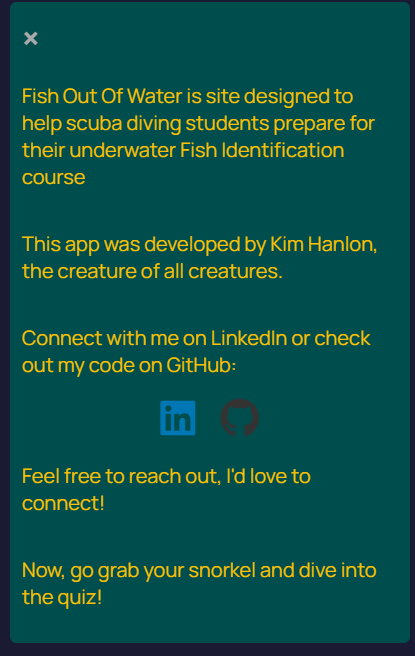 ×
Fish Out Of Water is site designed to
help scuba diving students prepare for
their underwater Fish Identification
course
This app was developed by Kim Hanlon,
the creature of all creatures.
Connect with me on LinkedIn or check
out my code on GitHub:
in
Feel free to reach out, I'd love to
connect!
Now, go grab your snorkel and dive into
the quiz!